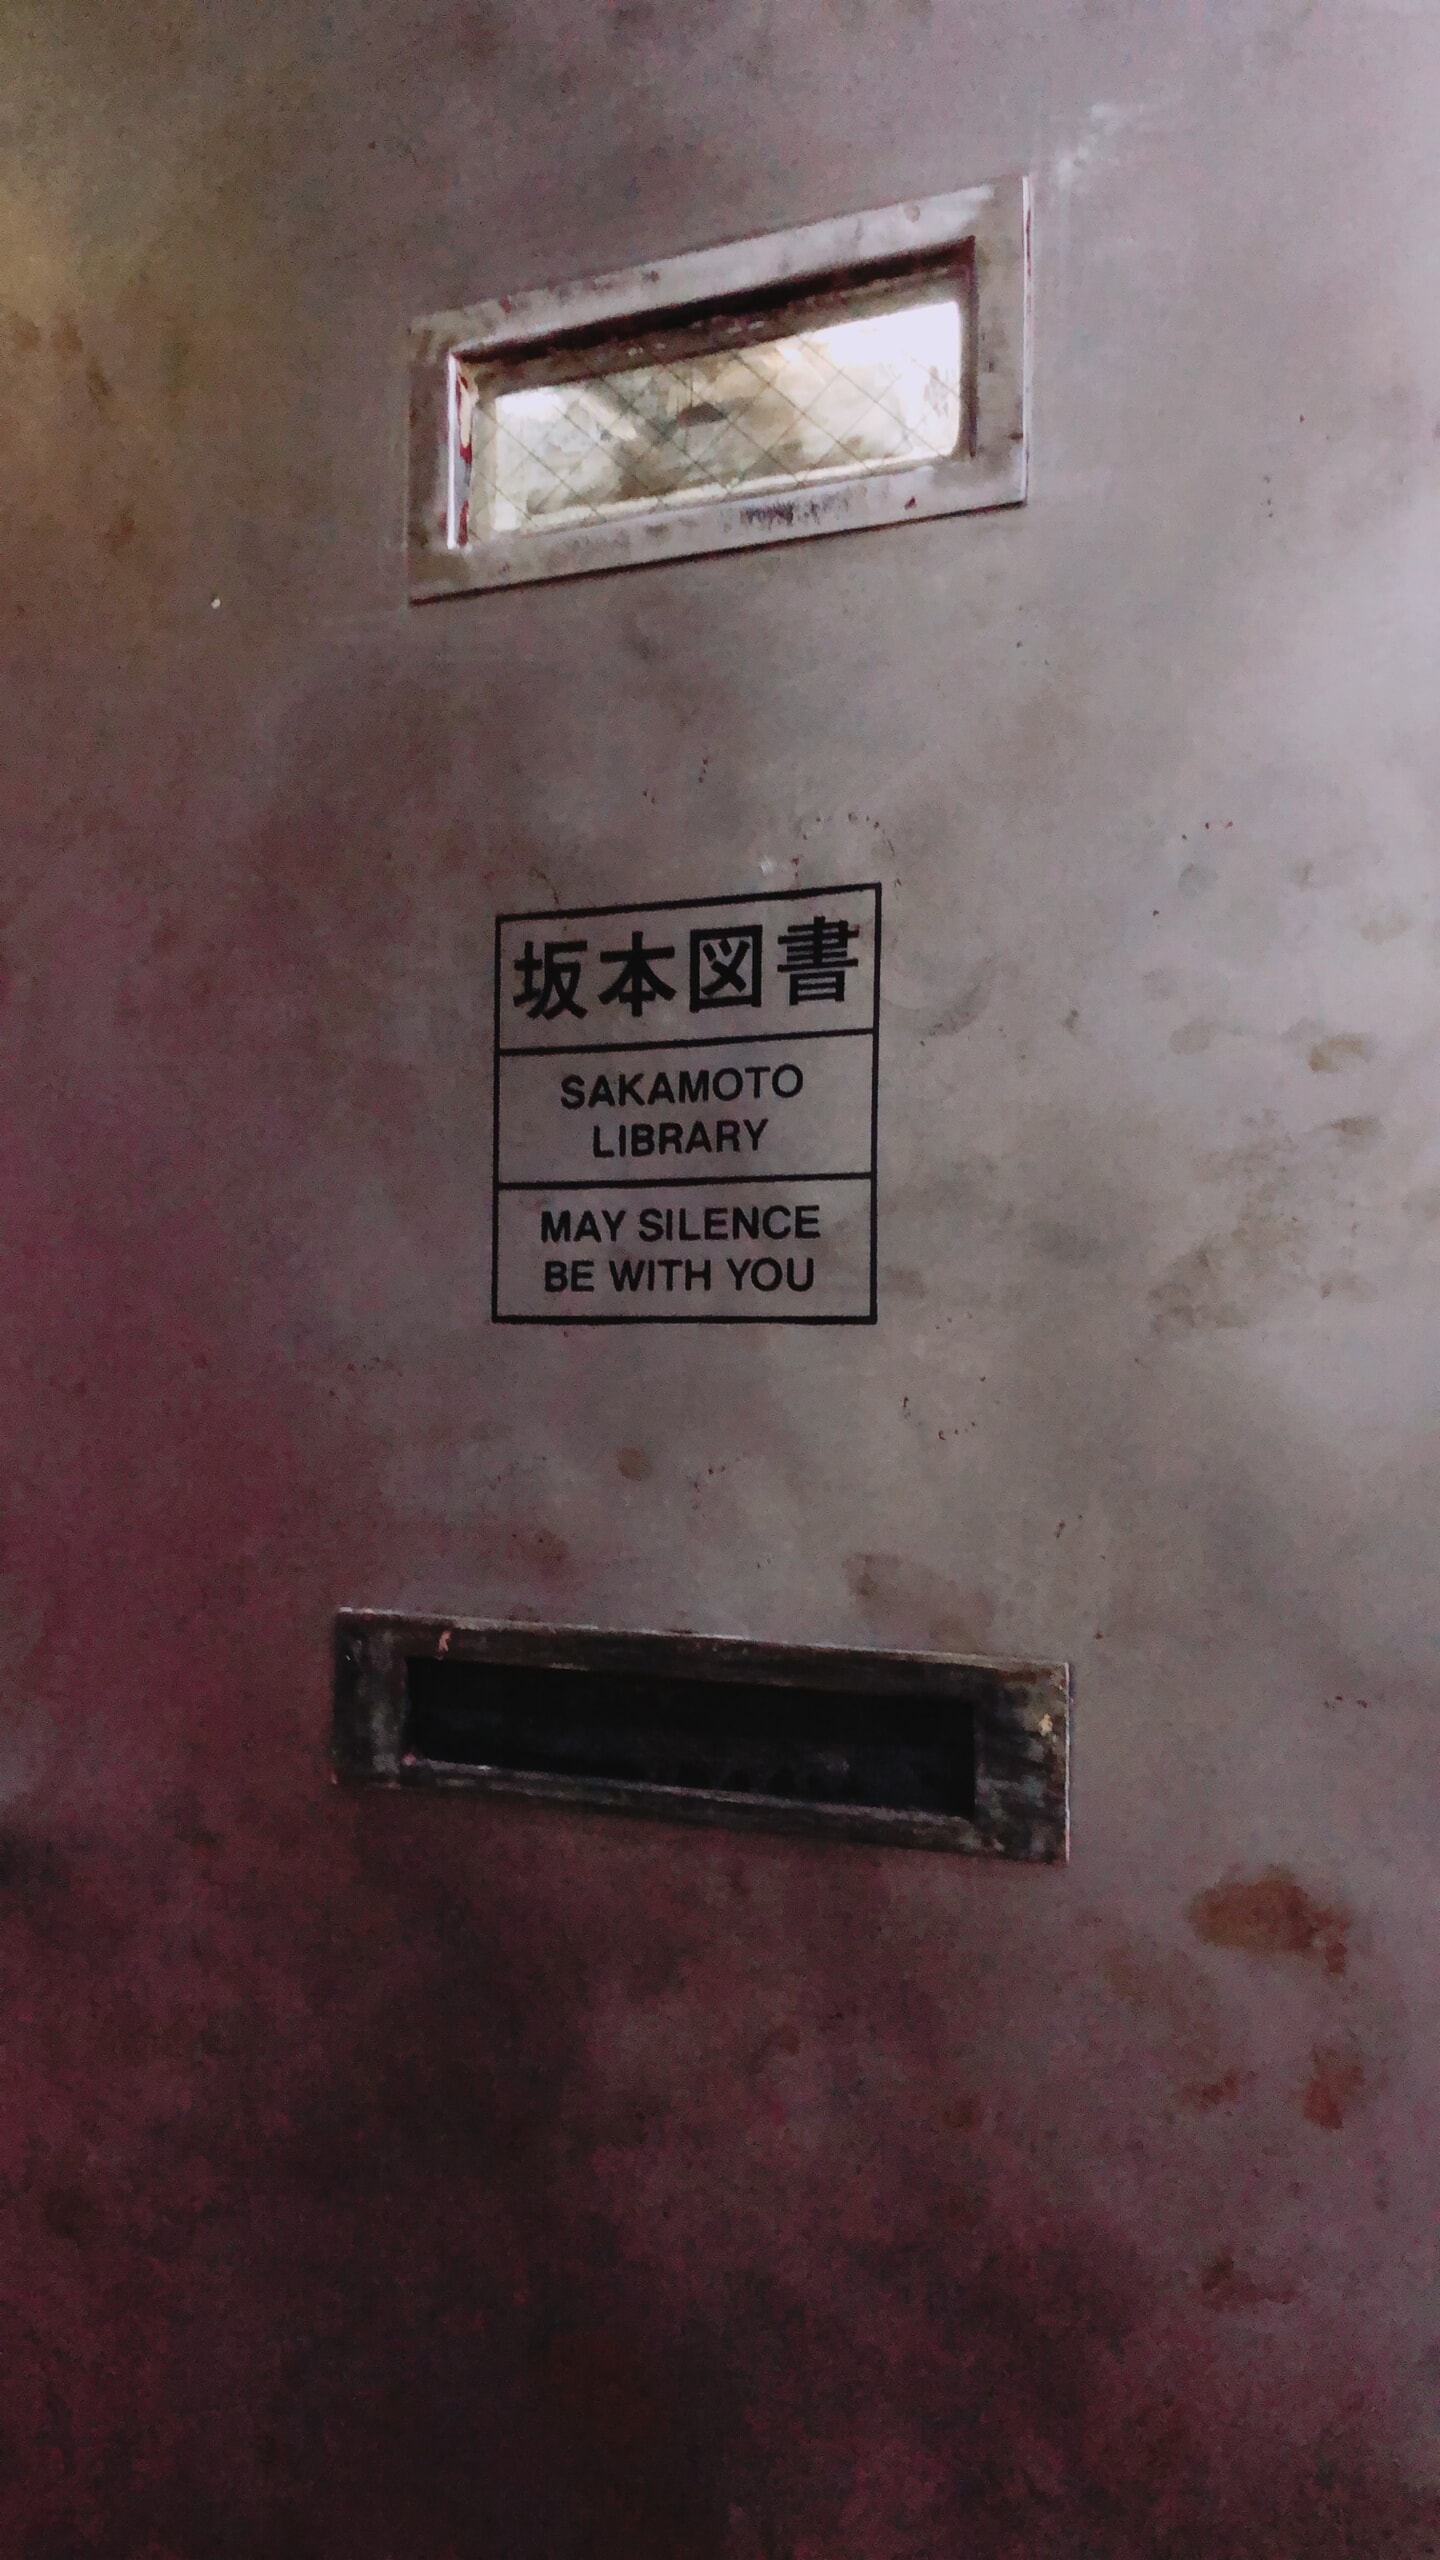 坂本図書
SAKAMOTO
LIBRARY
MAY SILENCE
BE WITH YOU